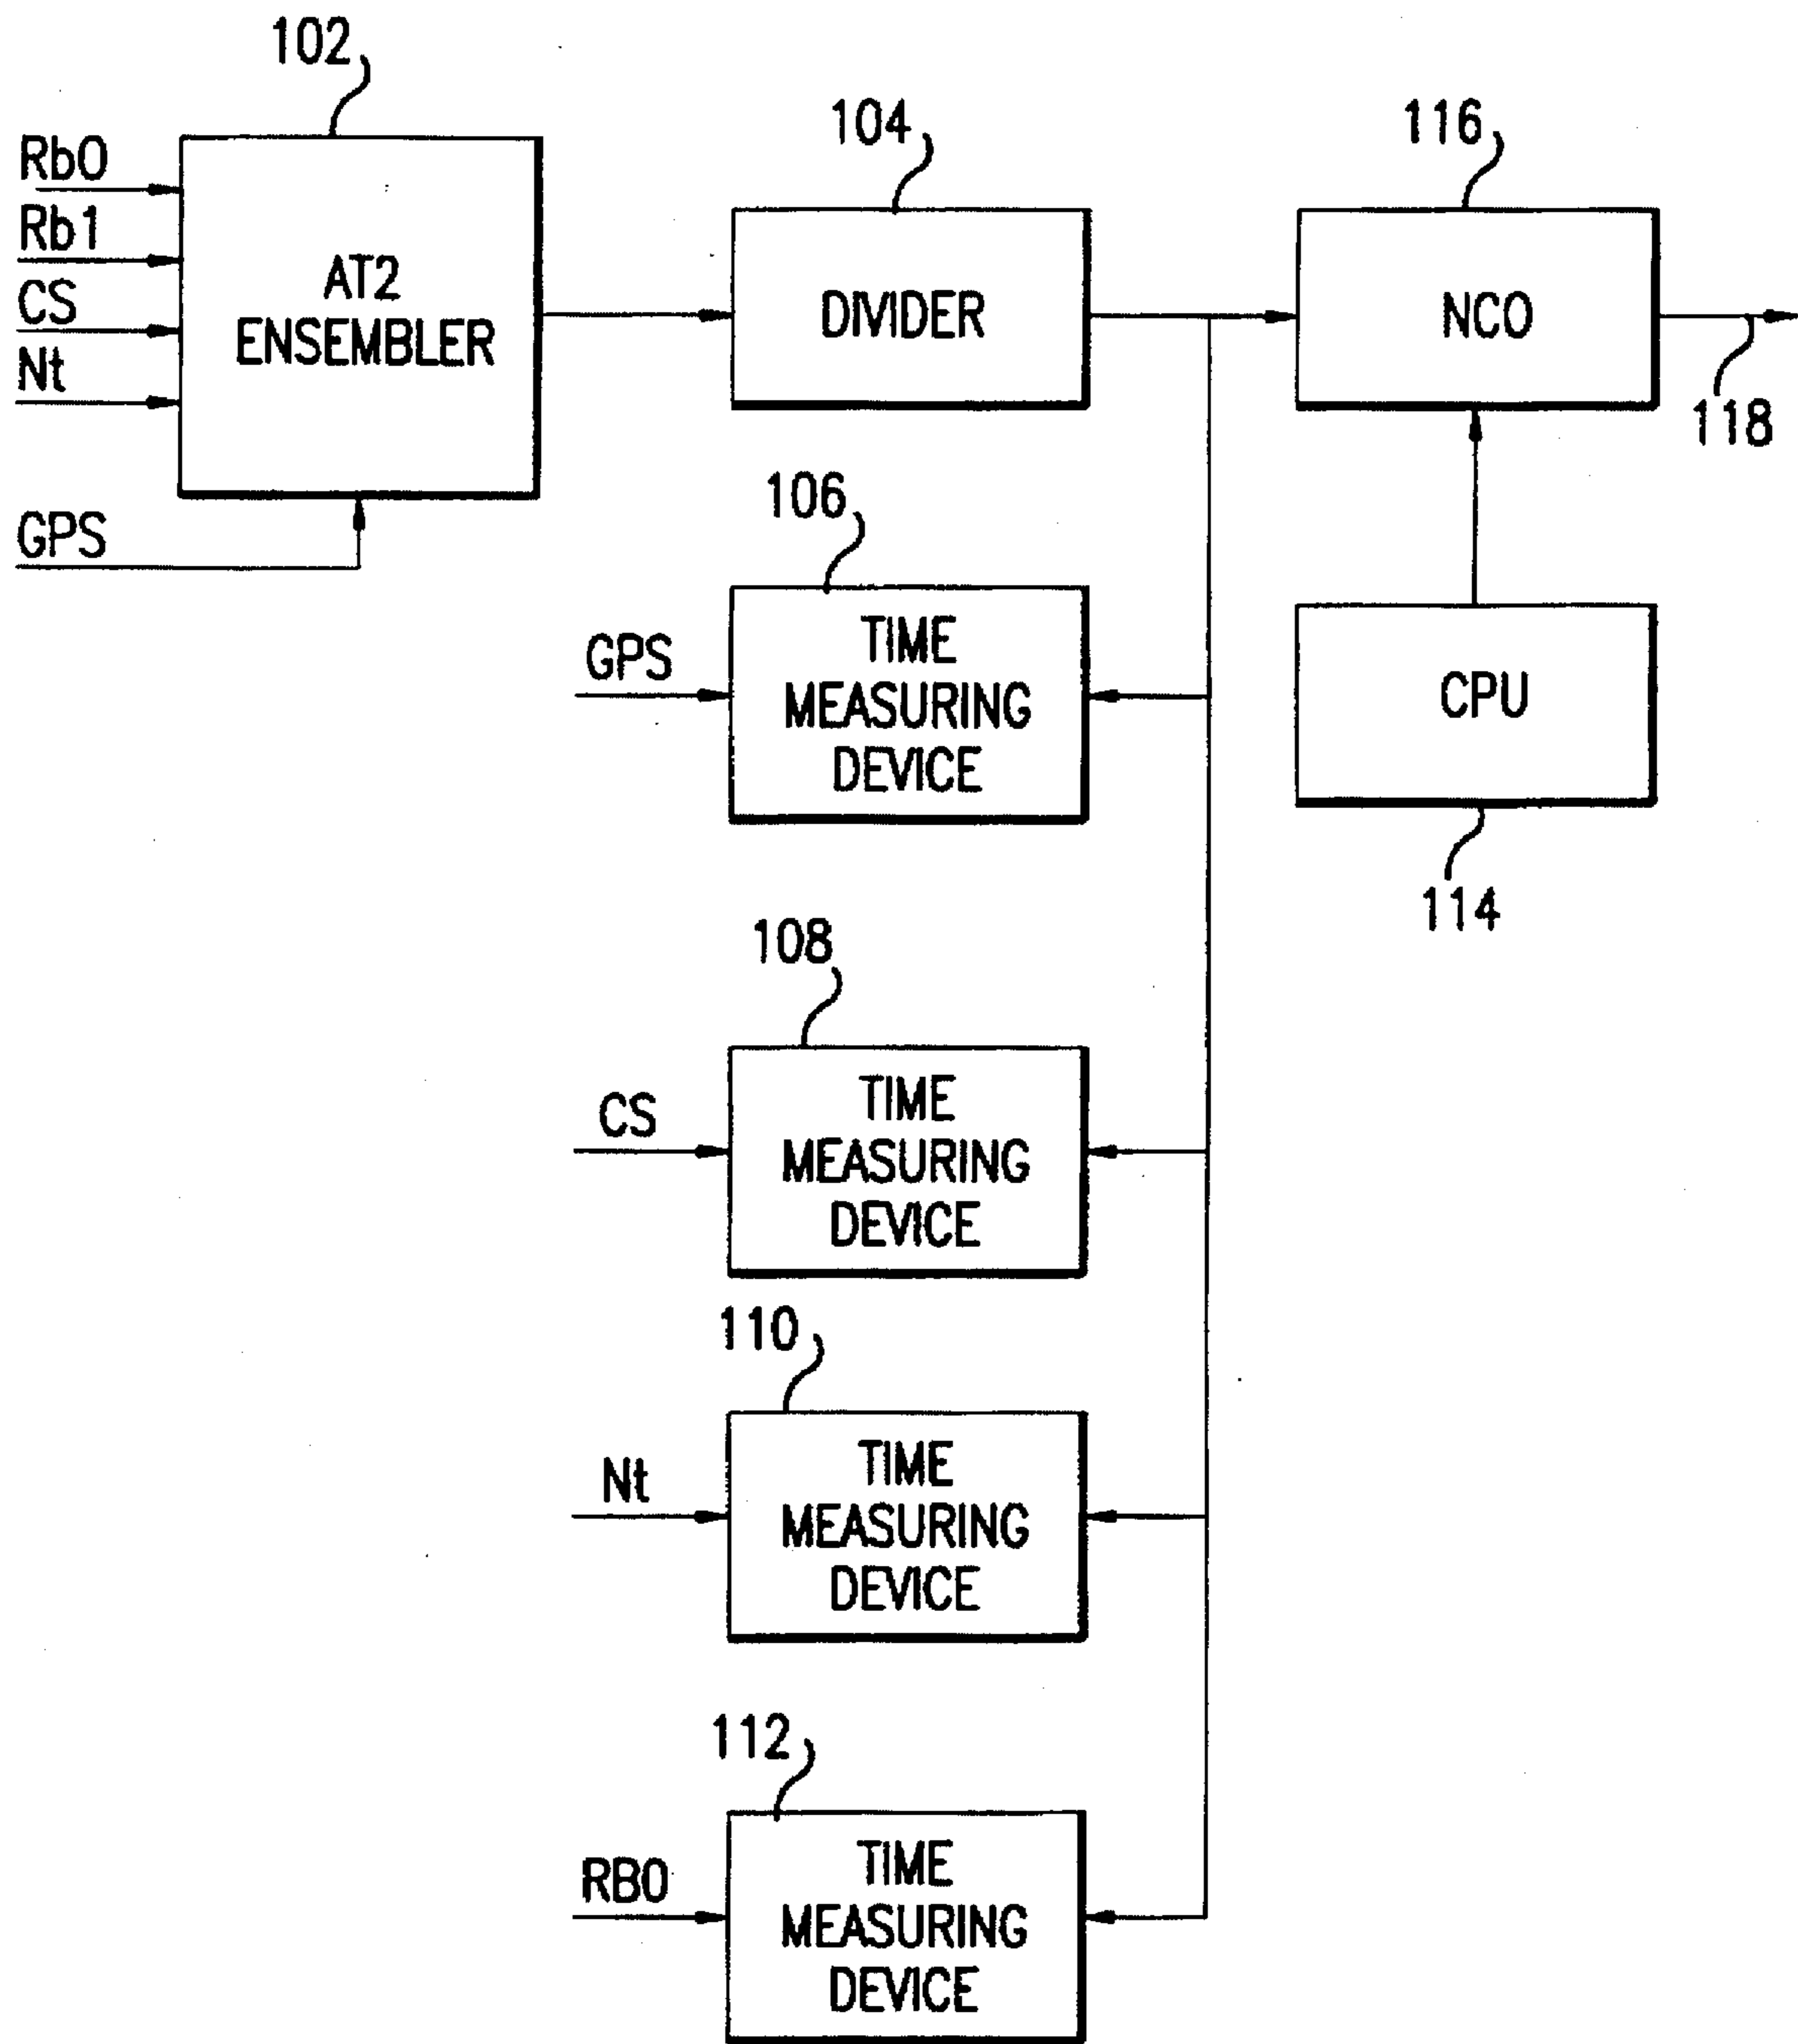 102
Rb0
Rb1
CS
Nt
GPS
AT2
ENSEMBLER
104
DIVIDER
116
NCO
118
106
GPS
TIME
MEASURING
DEVICE
CPU
114
108
CS
TIME
MEASURING
DEVICE
110
Nt
TIME
MEASURING
DEVICE
112
RB0
TIME
MEASURING
DEVICE